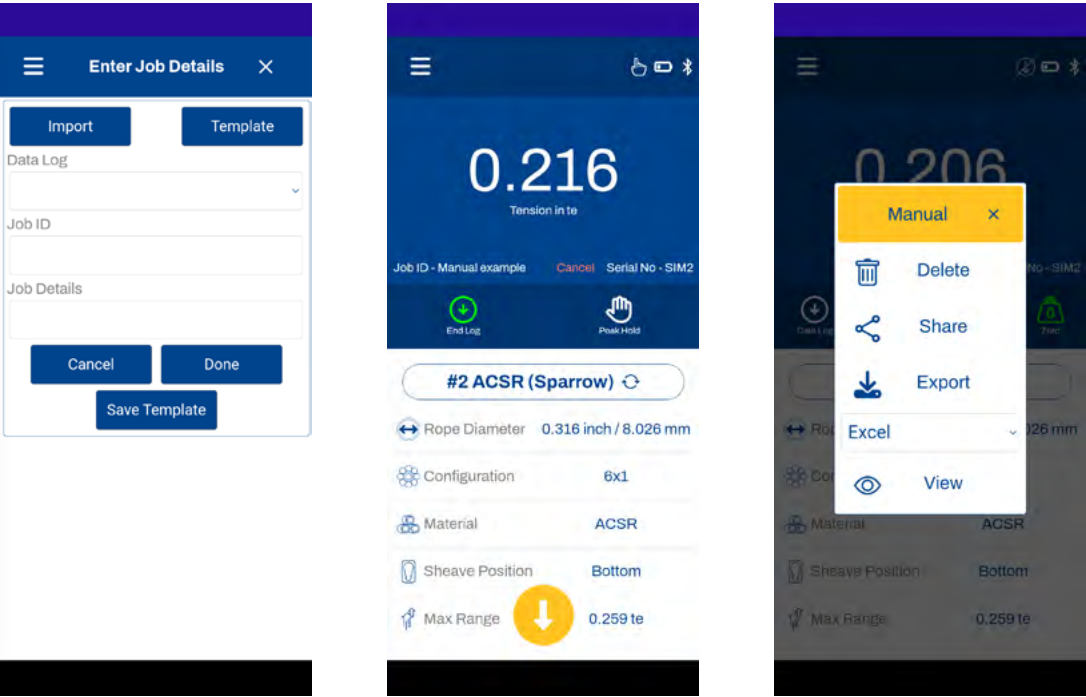 Enter Job Details
Import
Template
Data Log
Job ID
Job Details
Cancel
Done
Save Template
0.216
Tension in te
Job ID - Manual example Cancel Serial No - SIM2
End Log
Peak Hold
#2 ACSR (Sparrow)
Rope Diameter 0.316 inch / 8.026 mm
Configuration 6x1
Material ACSR
Sheave Position Bottom
Max Range 0.259 te
0.206
Manual ×
Delete
No - SIM2
Share
Data Log
Zero
Export
Excel
026 mm
View
Material ACSR
Sheave Position Bottom
Max Range 0.259 te